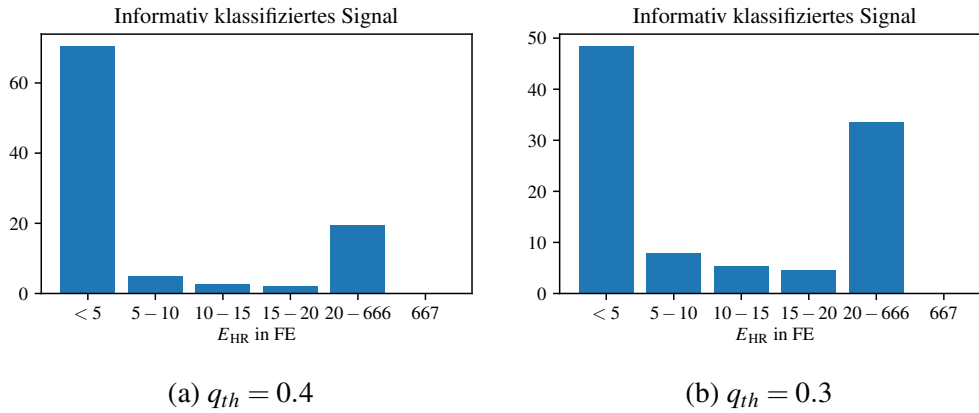 Informativ klassifiziertes Signal
60
40
20
0
< 5 5 − 10 10 − 15 15 − 20 20 − 666 667
E_HR in FE
(a) q_th = 0.4
Informativ klassifiziertes Signal
50
40
30
20
10
0
< 5 5 − 10 10 − 15 15 − 20 20 − 666 667
E_HR in FE
(b) q_th = 0.3